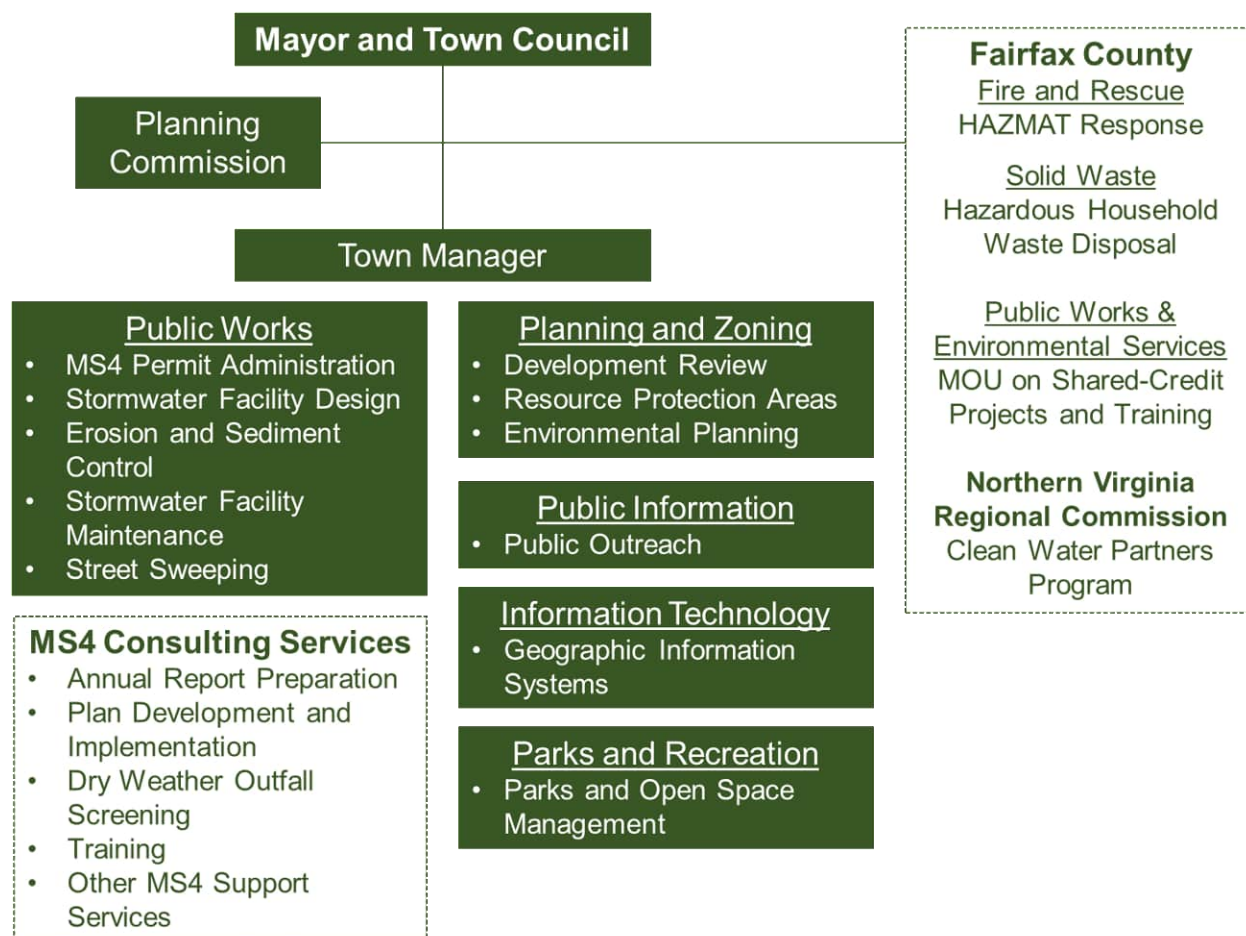 Mayor and Town Council
Planning
Commission
Town Manager
Public Works
• MS4 Permit Administration
• Stormwater Facility Design
• Erosion and Sediment
Control
• Stormwater Facility
Maintenance
• Street Sweeping
MS4 Consulting Services
• Annual Report Preparation
• Plan Development and
Implementation
• Dry Weather Outfall
Screening
• Training
• Other MS4 Support
Services
Planning and Zoning
• Development Review
• Resource Protection Areas
• Environmental Planning
Public Information
• Public Outreach
Information Technology
• Geographic Information
Systems
Parks and Recreation
• Parks and Open Space
Management
Fairfax County
Fire and Rescue
HAZMAT Response
Solid Waste
Hazardous Household
Waste Disposal
Public Works &
Environmental Services
MOU on Shared-Credit
Projects and Training
Northern Virginia
Regional Commission
Clean Water Partners
Program